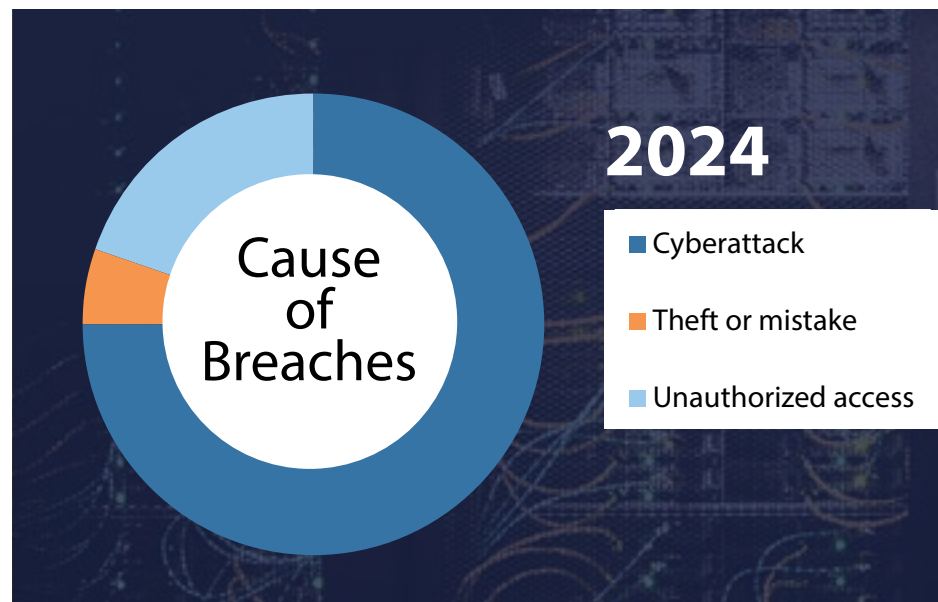 Cause
of
Breaches
2024
Cyberattack
Theft or mistake
Unauthorized access